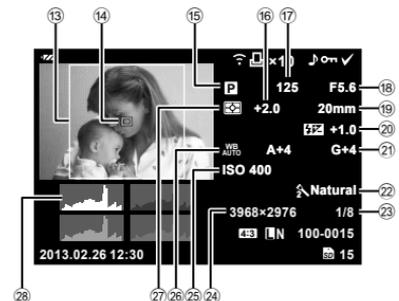 ⑬ ⑭ ⑮ ⑯ ⑰
×10
P 125 F5.6 ⑱
+2.0 20mm ⑲
+1.0 ⑳
WB AUTO A+4 G+4 ㉑
ISO 400
Natural ㉒
3968×2976 1/8 ㉓
4:3 LN 100-0015
2013.02.26 12:30 SD 15
㉘ ㉗ ㉖ ㉕ ㉔